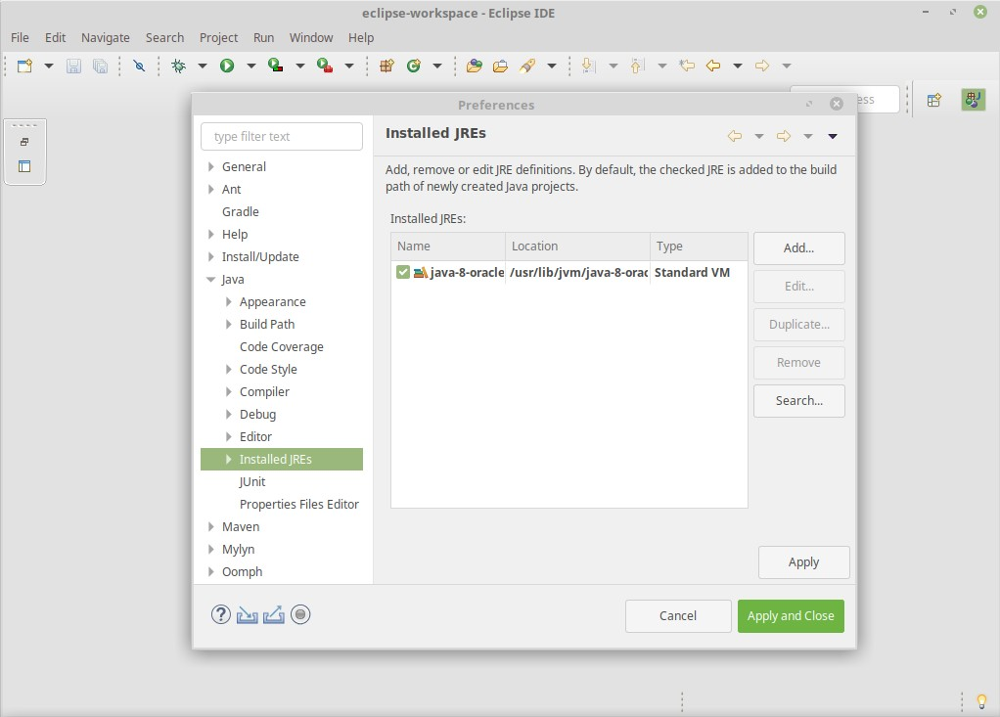 eclipse-workspace - Eclipse IDE
File Edit Navigate Search Project Run Window Help
Preferences
type filter text
General
Ant
Gradle
Help
Install/Update
Java
Appearance
Build Path
Code Coverage
Code Style
Compiler
Debug
Editor
Installed JREs
JUnit
Properties Files Editor
Maven
Mylyn
Oomph
Installed JREs
Add, remove or edit JRE definitions. By default, the checked JRE is added to the build
path of newly created Java projects.
Installed JREs:
Name Location Type
java-8-oracle /usr/lib/jvm/java-8-orac Standard VM
Add...
Edit...
Duplicate...
Remove
Search...
Apply
Cancel Apply and Close